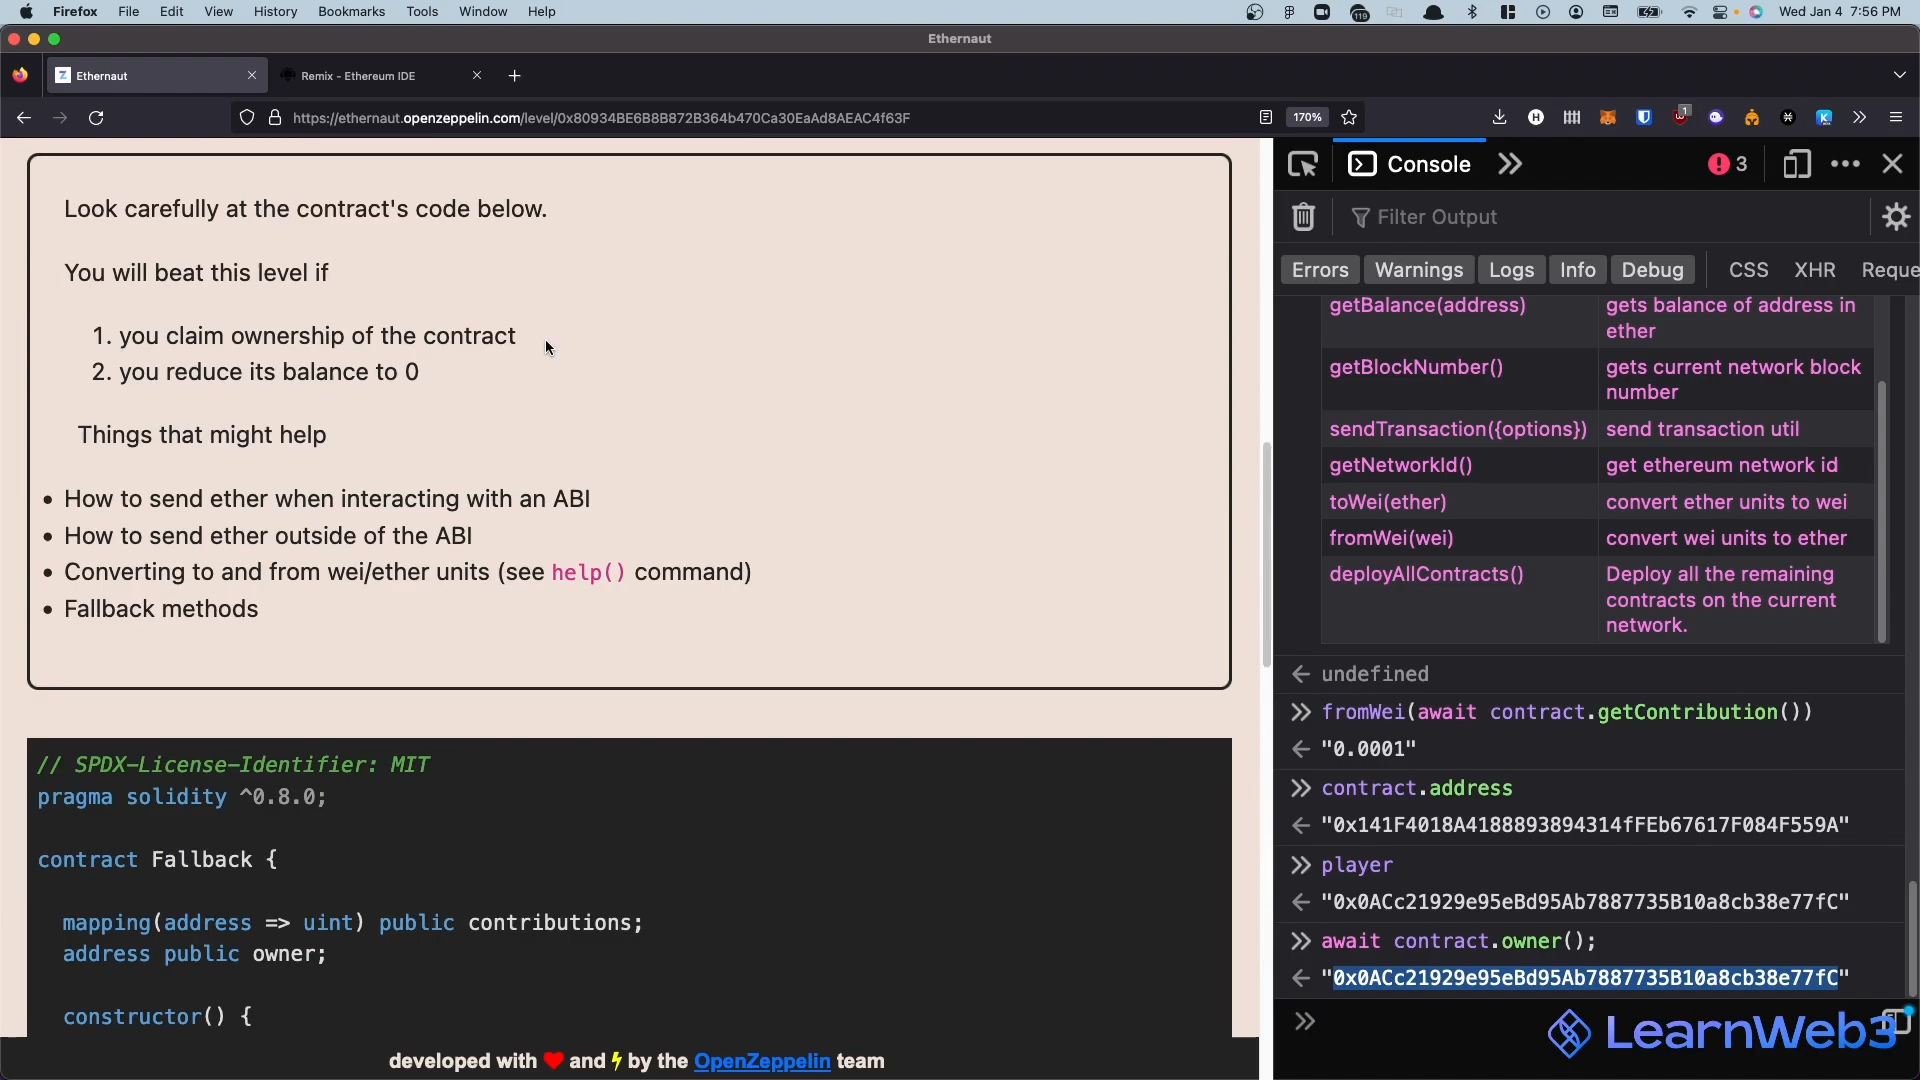 Firefox File Edit View History Bookmarks Tools Window Help
119
Wed Jan 4 7:56 PM
Ethernaut
Ethernaut
Remix - Ethereum IDE
https://ethernaut.openzeppelin.com/level/0x80934BE6B8B872B364b470Ca30EaAd8AEAC4f63F
170%
1
Look carefully at the contract's code below.
You will beat this level if
1. you claim ownership of the contract
2. you reduce its balance to 0
Things that might help
• How to send ether when interacting with an ABI
• How to send ether outside of the ABI
• Converting to and from wei/ether units (see help() command)
• Fallback methods
// SPDX-License-Identifier: MIT
pragma solidity ^0.8.0;
contract Fallback {
mapping(address => uint) public contributions;
address public owner;
constructor() {
developed with ❤ and ⚡ by the OpenZeppelin team
Console
3
Filter Output
Errors Warnings Logs Info Debug CSS XHR Reque
getBalance(address) gets balance of address in
ether
getBlockNumber() gets current network block
number
sendTransaction({options}) send transaction util
getNetworkId() get ethereum network id
toWei(ether) convert ether units to wei
fromWei(wei) convert wei units to ether
deployAllContracts() Deploy all the remaining
contracts on the current
network.
undefined
fromWei(await contract.getContribution())
"0.0001"
contract.address
"0x141F4018A4188893894314fFEb67617F084F559A"
player
"0x0ACc21929e95eBd95Ab7887735B10a8cb38e77fC"
await contract.owner();
"0x0ACc21929e95eBd95Ab7887735B10a8cb38e77fC"
LearnWeb3